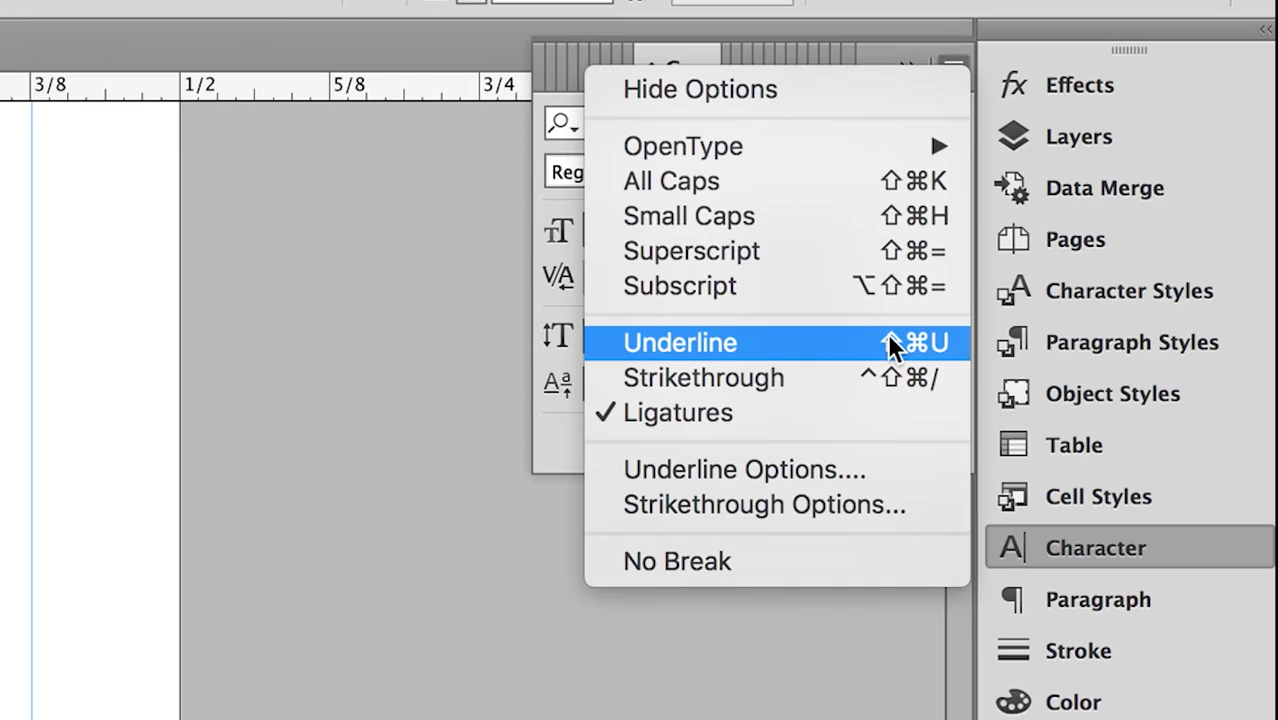 3/8 1/2 5/8 3/4
Hide Options
OpenType ▶
All Caps ⇧⌘K
Small Caps ⇧⌘H
Superscript ⇧⌘=
Subscript ⌥⇧⌘=
Underline ⇧⌘U
Strikethrough ^⇧⌘/
✓ Ligatures
Underline Options....
Strikethrough Options...
No Break
Reg
fx Effects
Layers
Data Merge
Pages
Character Styles
Paragraph Styles
Object Styles
Table
Cell Styles
Character
Paragraph
Stroke
Color